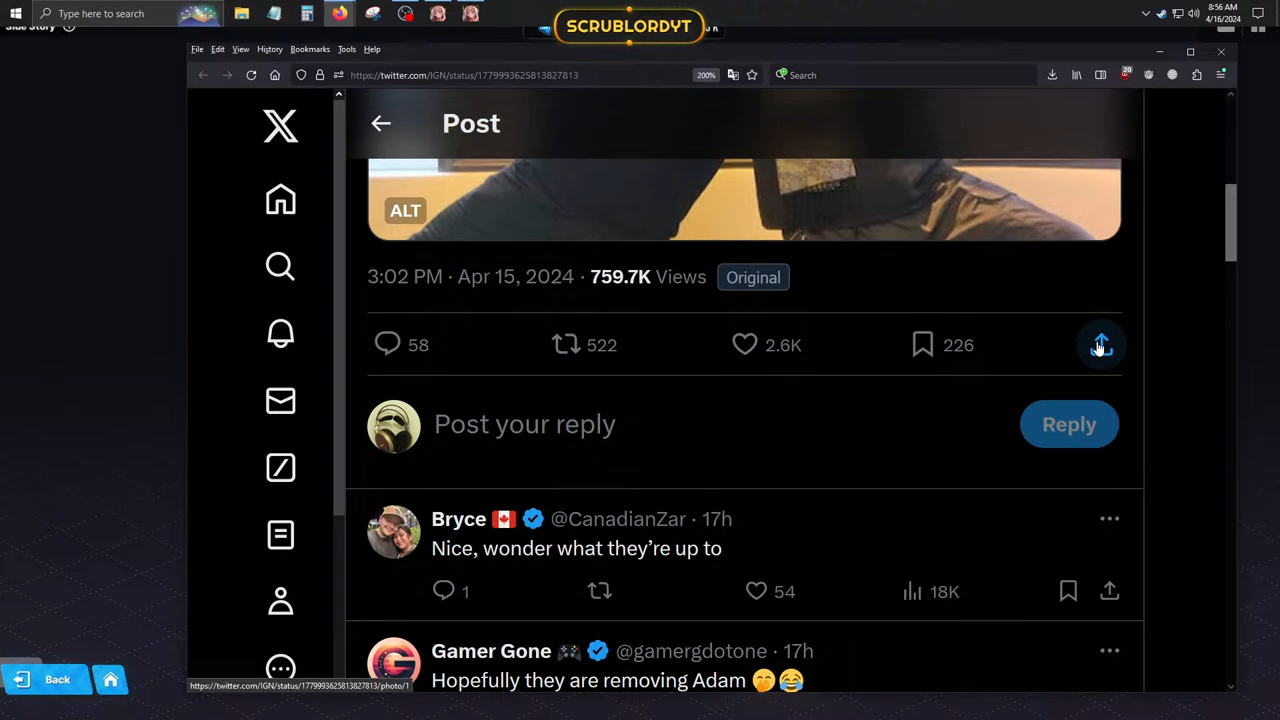 Type here to search
SCRUBLORDYT
8:56 AM
4/16/2024
Side Story
File Edit View History Bookmarks Tools Help
https://twitter.com/IGN/status/1779993625813827813
200%
Search
20
Post
ALT
3:02 PM · Apr 15, 2024 · 759.7K Views Original
58 522 2.6K 226
Post your reply
Reply
Bryce 🇨🇦 @CanadianZar · 17h
Nice, wonder what they’re up to
1 54 18K
Gamer Gone 🎮 @gamergdotone · 17h
Hopefully they are removing Adam 🤭😂
Back
https://twitter.com/IGN/status/1779993625813827813/photo/1